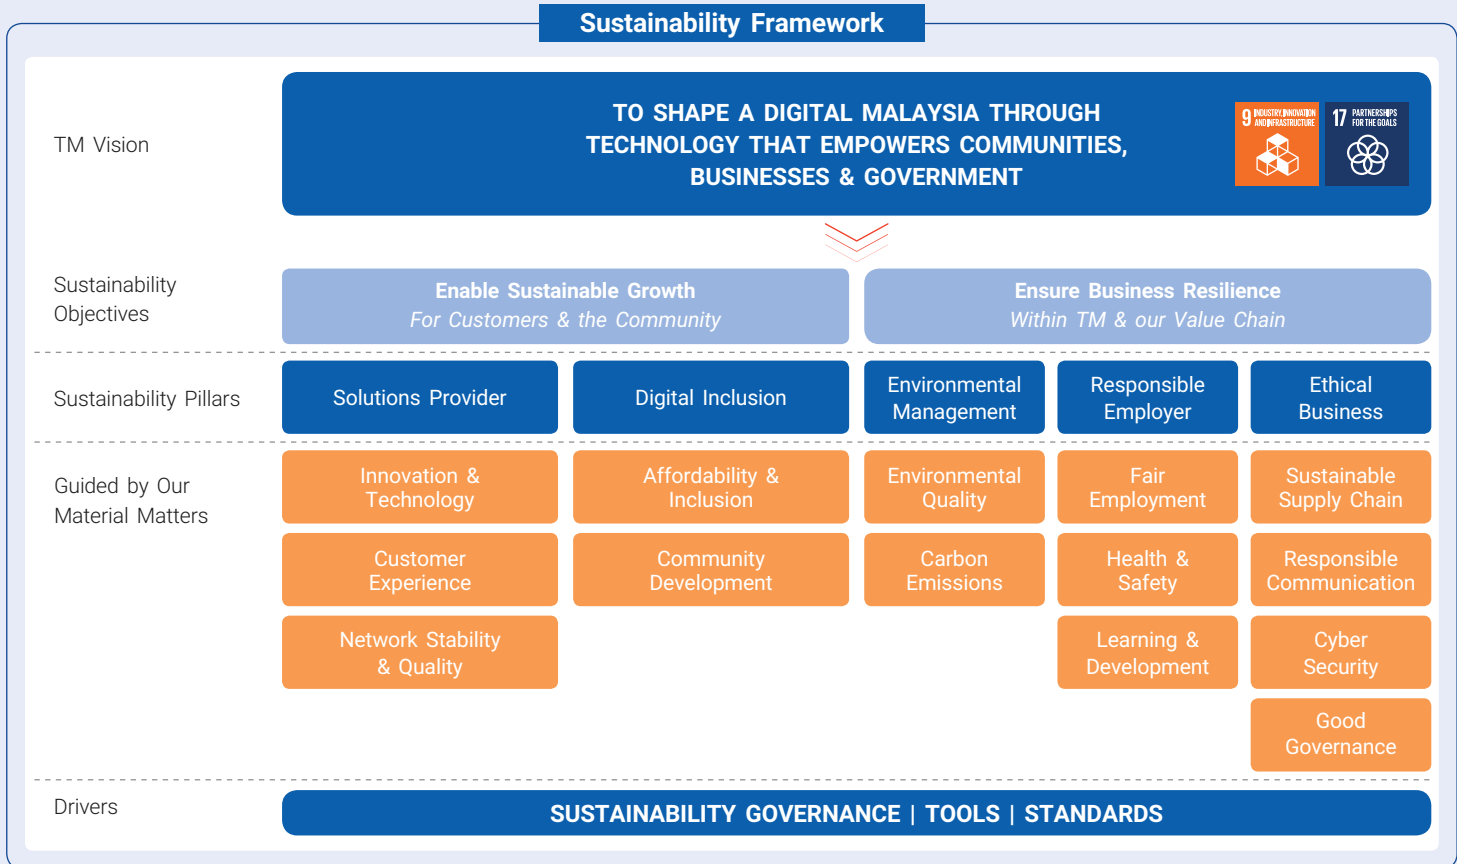 Sustainability Framework
TM Vision
TO SHAPE A DIGITAL MALAYSIA THROUGH
TECHNOLOGY THAT EMPOWERS COMMUNITIES,
BUSINESSES & GOVERNMENT
9 INDUSTRY, INNOVATION
AND INFRASTRUCTURE
17 PARTNERSHIPS
FOR THE GOALS
Sustainability
Objectives
Enable Sustainable Growth
For Customers & the Community
Ensure Business Resilience
Within TM & our Value Chain
Sustainability Pillars
Solutions Provider
Digital Inclusion
Environmental
Management
Responsible
Employer
Ethical
Business
Guided by Our
Material Matters
Innovation &
Technology
Affordability &
Inclusion
Environmental
Quality
Fair
Employment
Sustainable
Supply Chain
Customer
Experience
Community
Development
Carbon
Emissions
Health &
Safety
Responsible
Communication
Network Stability
& Quality
Learning &
Development
Cyber
Security
Good
Governance
Drivers
SUSTAINABILITY GOVERNANCE | TOOLS | STANDARDS